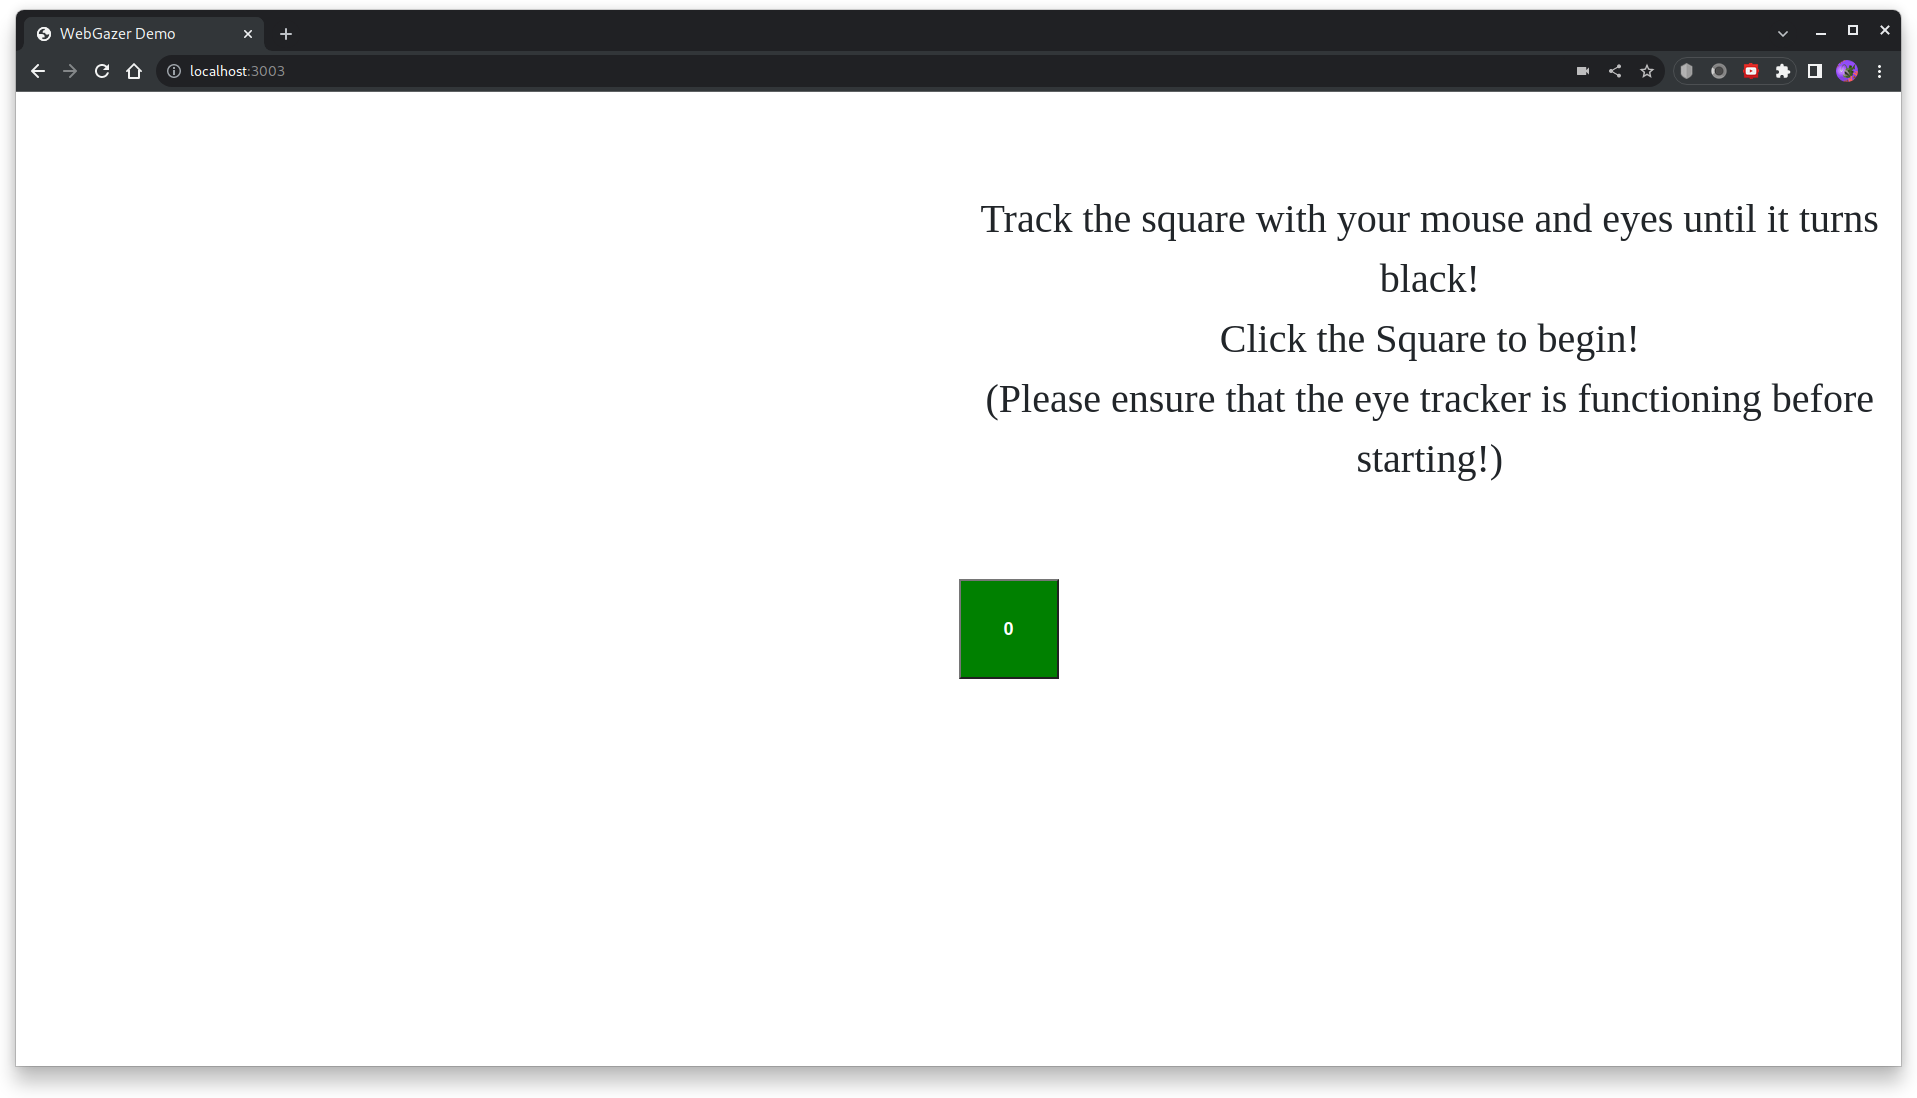 WebGazer Demo
localhost:3003
Track the square with your mouse and eyes until it turns
black!
Click the Square to begin!
(Please ensure that the eye tracker is functioning before
starting!)
0